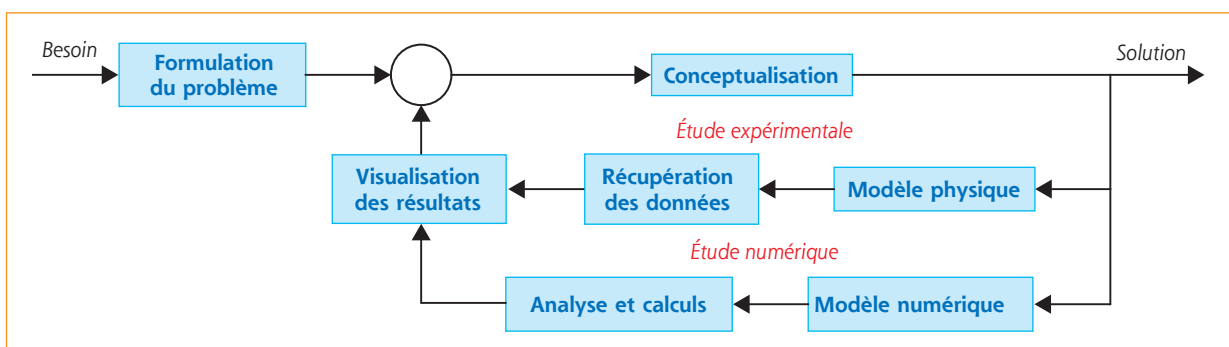 Besoin
Formulation
du problème
Conceptualisation
Solution
Étude expérimentale
Visualisation
des résultats
Récupération
des données
Modèle physique
Étude numérique
Analyse et calculs
Modèle numérique